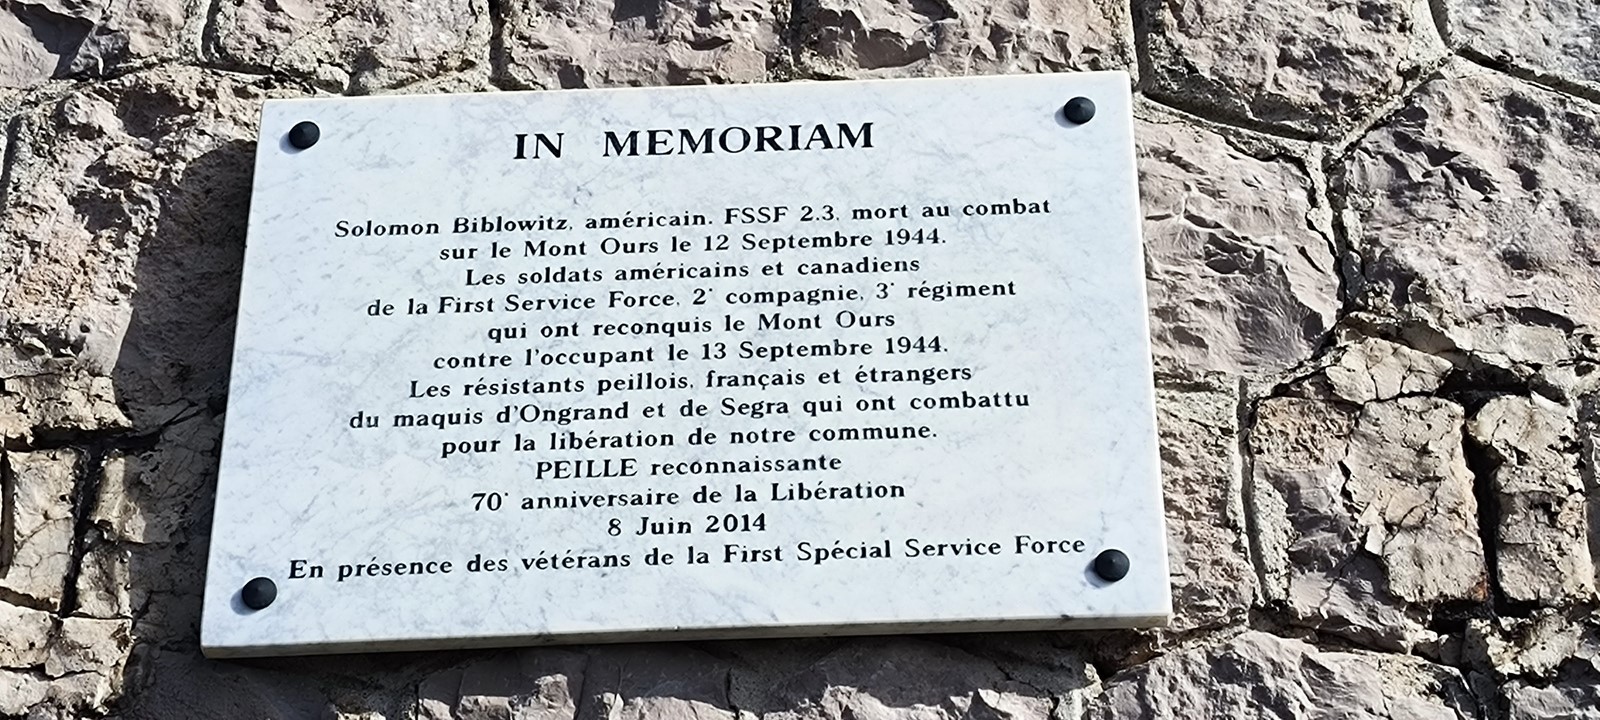 IN MEMORIAM
Solomon Biblowitz, américain, FSSF 2.3, mort au combat
sur le Mont Ours le 12 Septembre 1944.
Les soldats américains et canadiens
de la First Service Force, 2e compagnie, 3e régiment
qui ont reconquis le Mont Ours
contre l'occupant le 13 Septembre 1944.
Les résistants peillois, français et étrangers
du maquis d'Ongrand et de Segra qui ont combattu
pour la libération de notre commune.
PEILLE reconnaissante
70e anniversaire de la Libération
8 Juin 2014
En présence des vétérans de la First Spécial Service Force